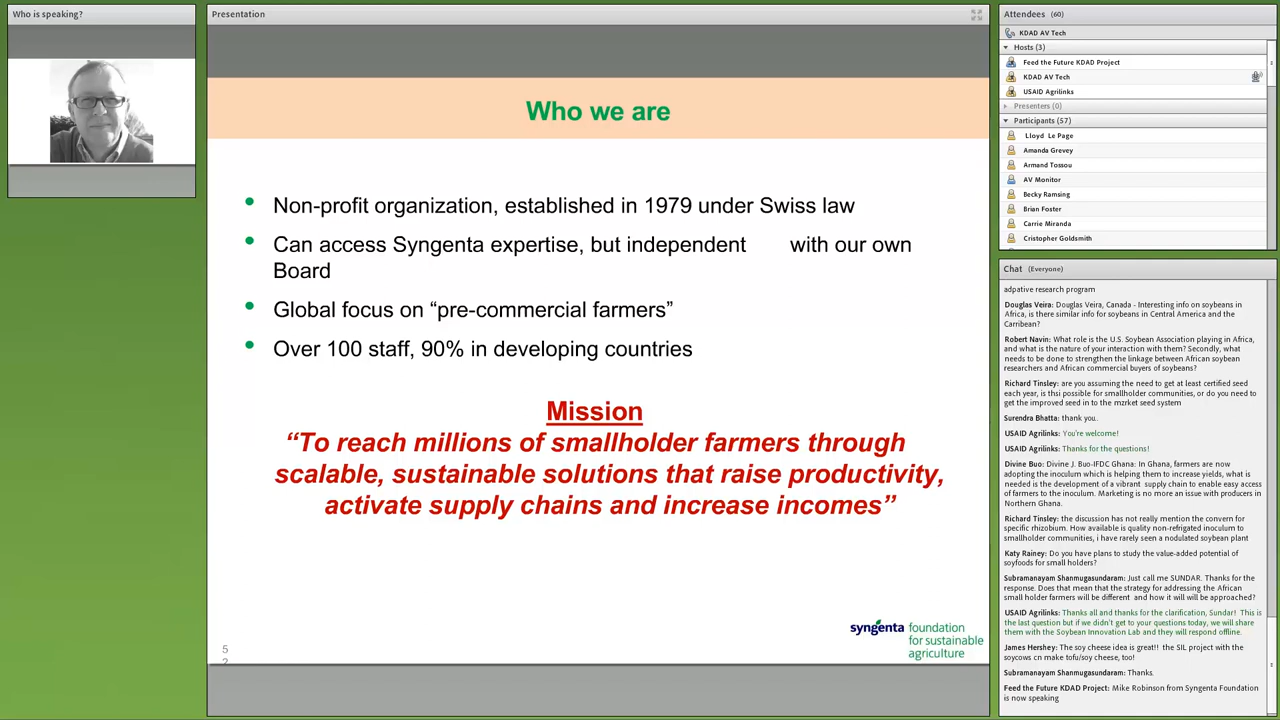 Who is speaking?
Presentation
Who we are
• Non-profit organization, established in 1979 under Swiss law
• Can access Syngenta expertise, but independent with our own
Board
• Global focus on “pre-commercial farmers”
• Over 100 staff, 90% in developing countries
Mission
“To reach millions of smallholder farmers through
scalable, sustainable solutions that raise productivity,
activate supply chains and increase incomes”
syngenta foundation
for sustainable
agriculture
5
2
Attendees (60)
KDAD AV Tech
Hosts (3)
Feed the Future KDAD Project
KDAD AV Tech
USAID Agrilinks
Presenters (0)
Participants (57)
Lloyd Le Page
Amanda Grevey
Armand Tossou
AV Monitor
Becky Ramsing
Brian Foster
Carrie Miranda
Cristopher Goldsmith
Chat (Everyone)
adpative research program
Douglas Veira: Douglas Veira, Canada - Interesting info on soybeans in
Africa, is there similar info for soybeans in Central America and the
Carribean?
Robert Navin: What role is the U.S. Soybean Association playing in Africa,
and what is the nature of your interaction with them? Secondly, what
needs to be done to strengthen the linkage between African soybean
researchers and African commercial buyers of soybeans?
Richard Tinsley: are you assuming the need to get at least certified seed
each year, is thsi possible for smallholder communities, or do you need to
get the improved seed in to the mzrket seed system
Surendra Bhatta: thank you.
USAID Agrilinks: You're welcome!
USAID Agrilinks: Thanks for the questions!
Divine Buo: Divine J. Buo-IFDC Ghana: In Ghana, farmers are now
adopting the inoculum which is helping them to increase yields, what is
needed is the development of a vibrant supply chain to enable easy access
of farmers to the inoculum. Marketing is no more an issue with producers in
Northern Ghana.
Richard Tinsley: the discussion has not really mention the convern for
specific rhizobium. How available is quality non-refrigated inoculum to
smallholder communities, i have rarely seen a nodulated soybean plant
Katy Rainey: Do you have plans to study the value-added potential of
soyfoods for small holders?
Subramanayam Shanmugasundaram: Just call me SUNDAR. Thanks for the
response. Does that mean that the strategy for addressing the African
small holder farmers will be different and how it will will be approached?
USAID Agrilinks: Thanks all and thanks for the clarification, Sundar! This is
the last question but if we didn't get to your questions today, we will share
them with the Soybean Innovation Lab and they will respond offline.
James Hershey: The soy cheese idea is great!! the SIL project with the
soycows cn make tofu/soy cheese, too!
Subramanayam Shanmugasundaram: Thanks.
Feed the Future KDAD Project: Mike Robinson from Syngenta Foundation
is now speaking